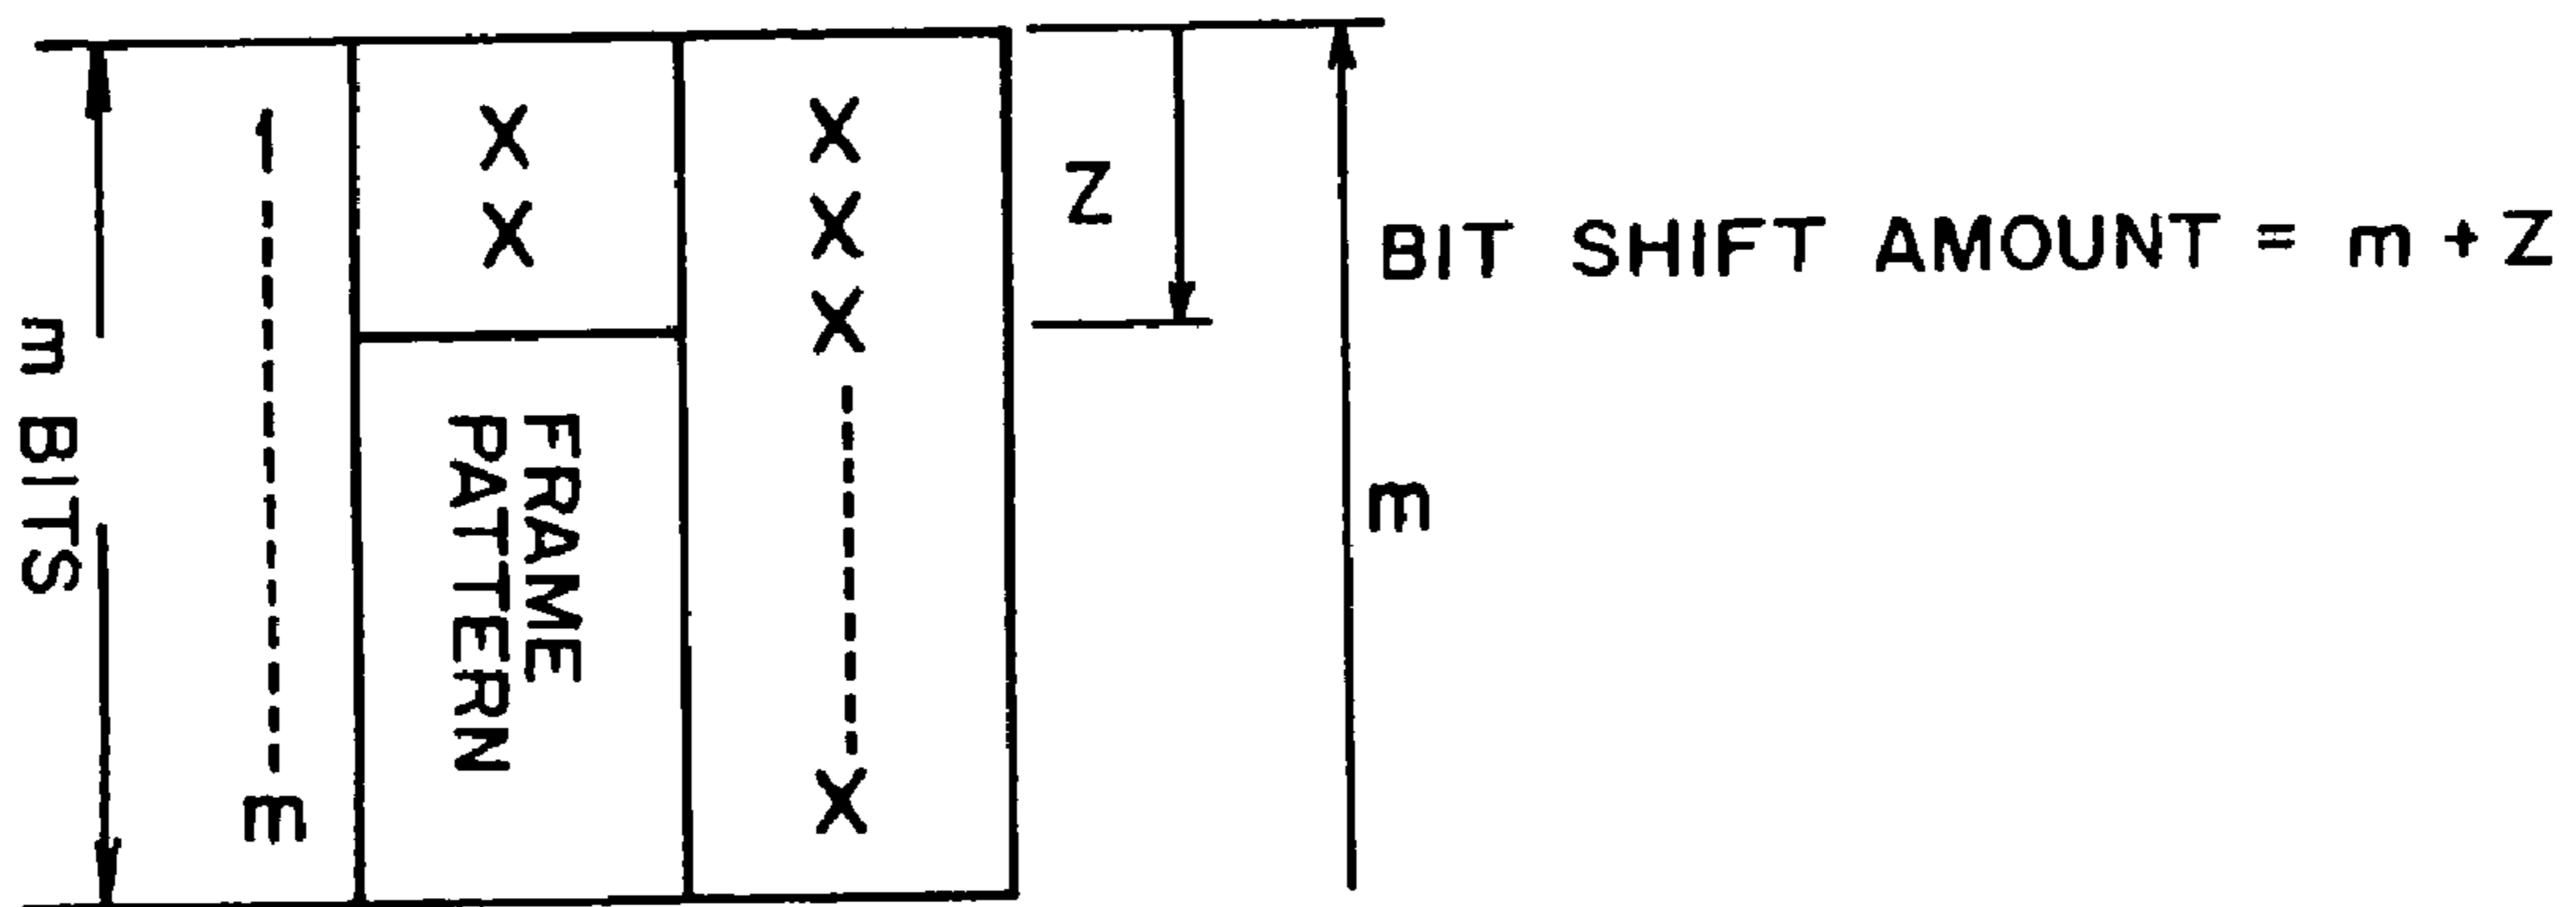 m BITS
1
m
X
X
FRAME
PATTERN
X
X
X
X
Z
m
BIT SHIFT AMOUNT = m + Z